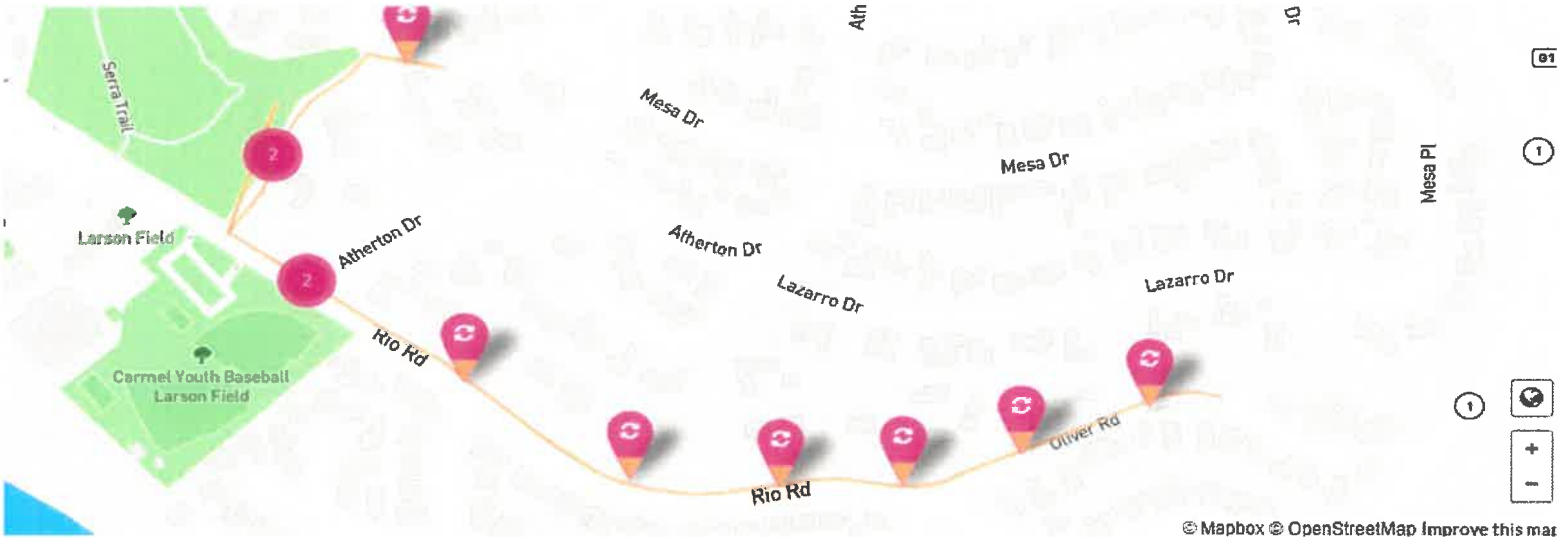 Ath
Dr
Serra Trail
Mesa Dr
2
Mesa Dr
Mesa Pl
1
Larson Field
Atherton Dr
Atherton Dr
2
Lazarro Dr
Lazarro Dr
Rio Rd
Carmel Youth Baseball
Larson Field
1
Oliver Rd
+
Rio Rd
−
© Mapbox © OpenStreetMap Improve this map